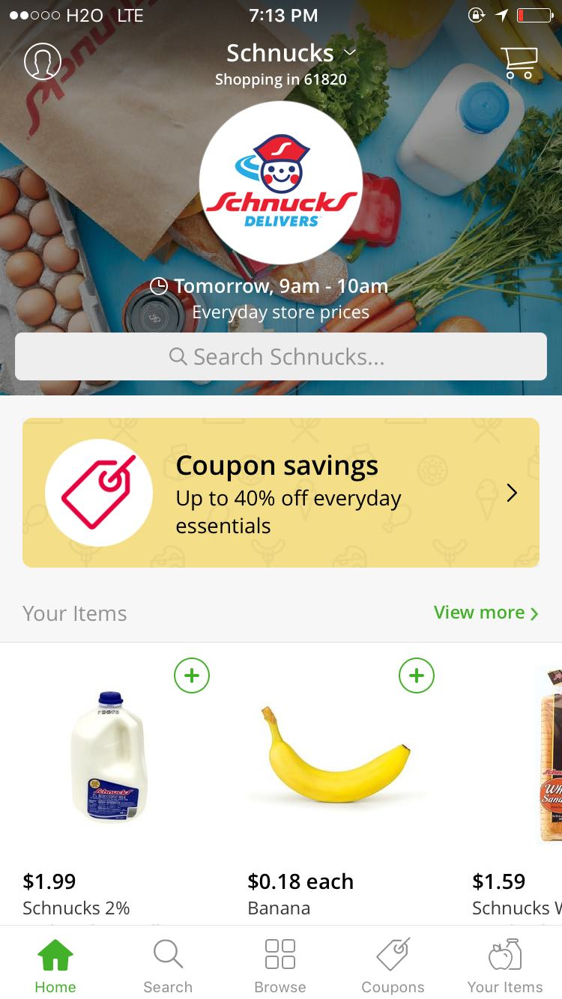 H2O LTE 7:13 PM
Schnucks
Shopping in 61820
Schnucks
Schnucks
DELIVERS
Tomorrow, 9am - 10am
Everyday store prices
Search Schnucks...
Coupon savings
Up to 40% off everyday
essentials
Your Items
View more
Schnucks
$1.99
Schnucks 2%
$0.18 each
Banana
$1.59
Schnucks
Home
Search
Browse
Coupons
Your Items